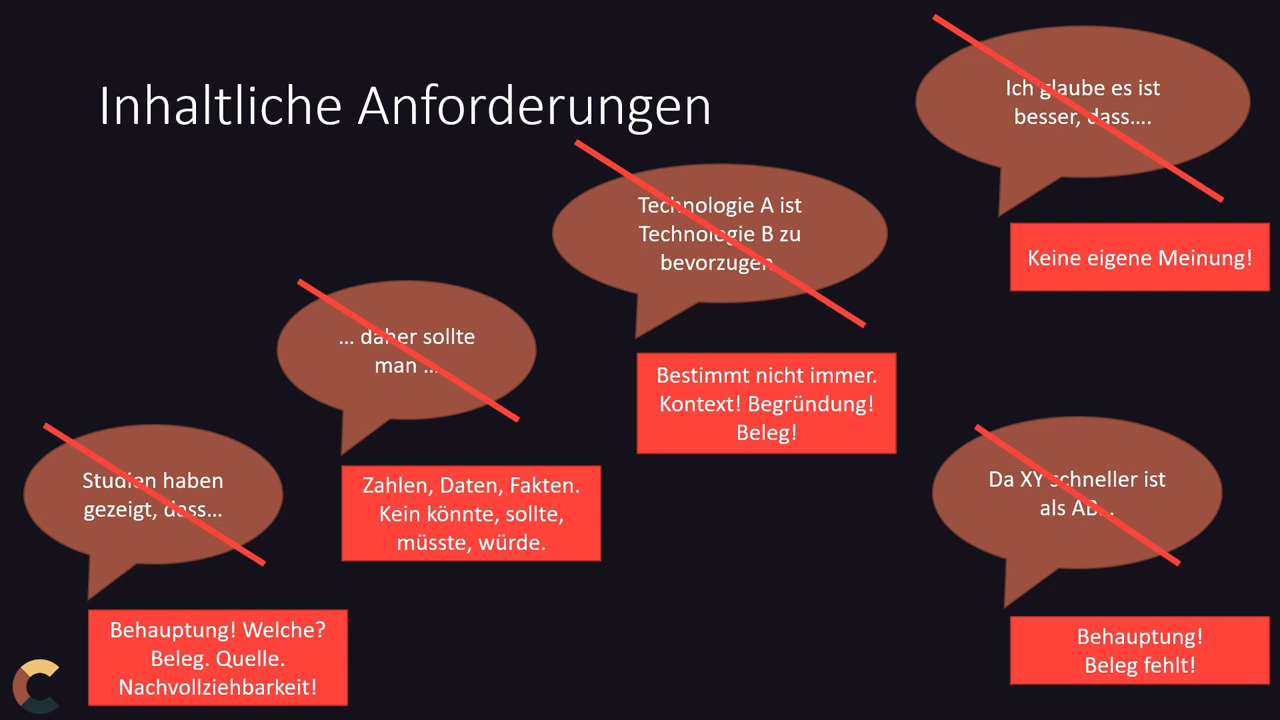 Inhaltliche Anforderungen
Ich glaube es ist
besser, dass....
Keine eigene Meinung!
Technologie A ist
Technologie B zu
bevorzugen
Bestimmt nicht immer.
Kontext! Begründung!
Beleg!
... daher sollte
man ...
Zahlen, Daten, Fakten.
Kein könnte, sollte,
müsste, würde.
Studien haben
gezeigt, dass...
Behauptung! Welche?
Beleg. Quelle.
Nachvollziehbarkeit!
Da XY schneller ist
als AB...
Behauptung!
Beleg fehlt!